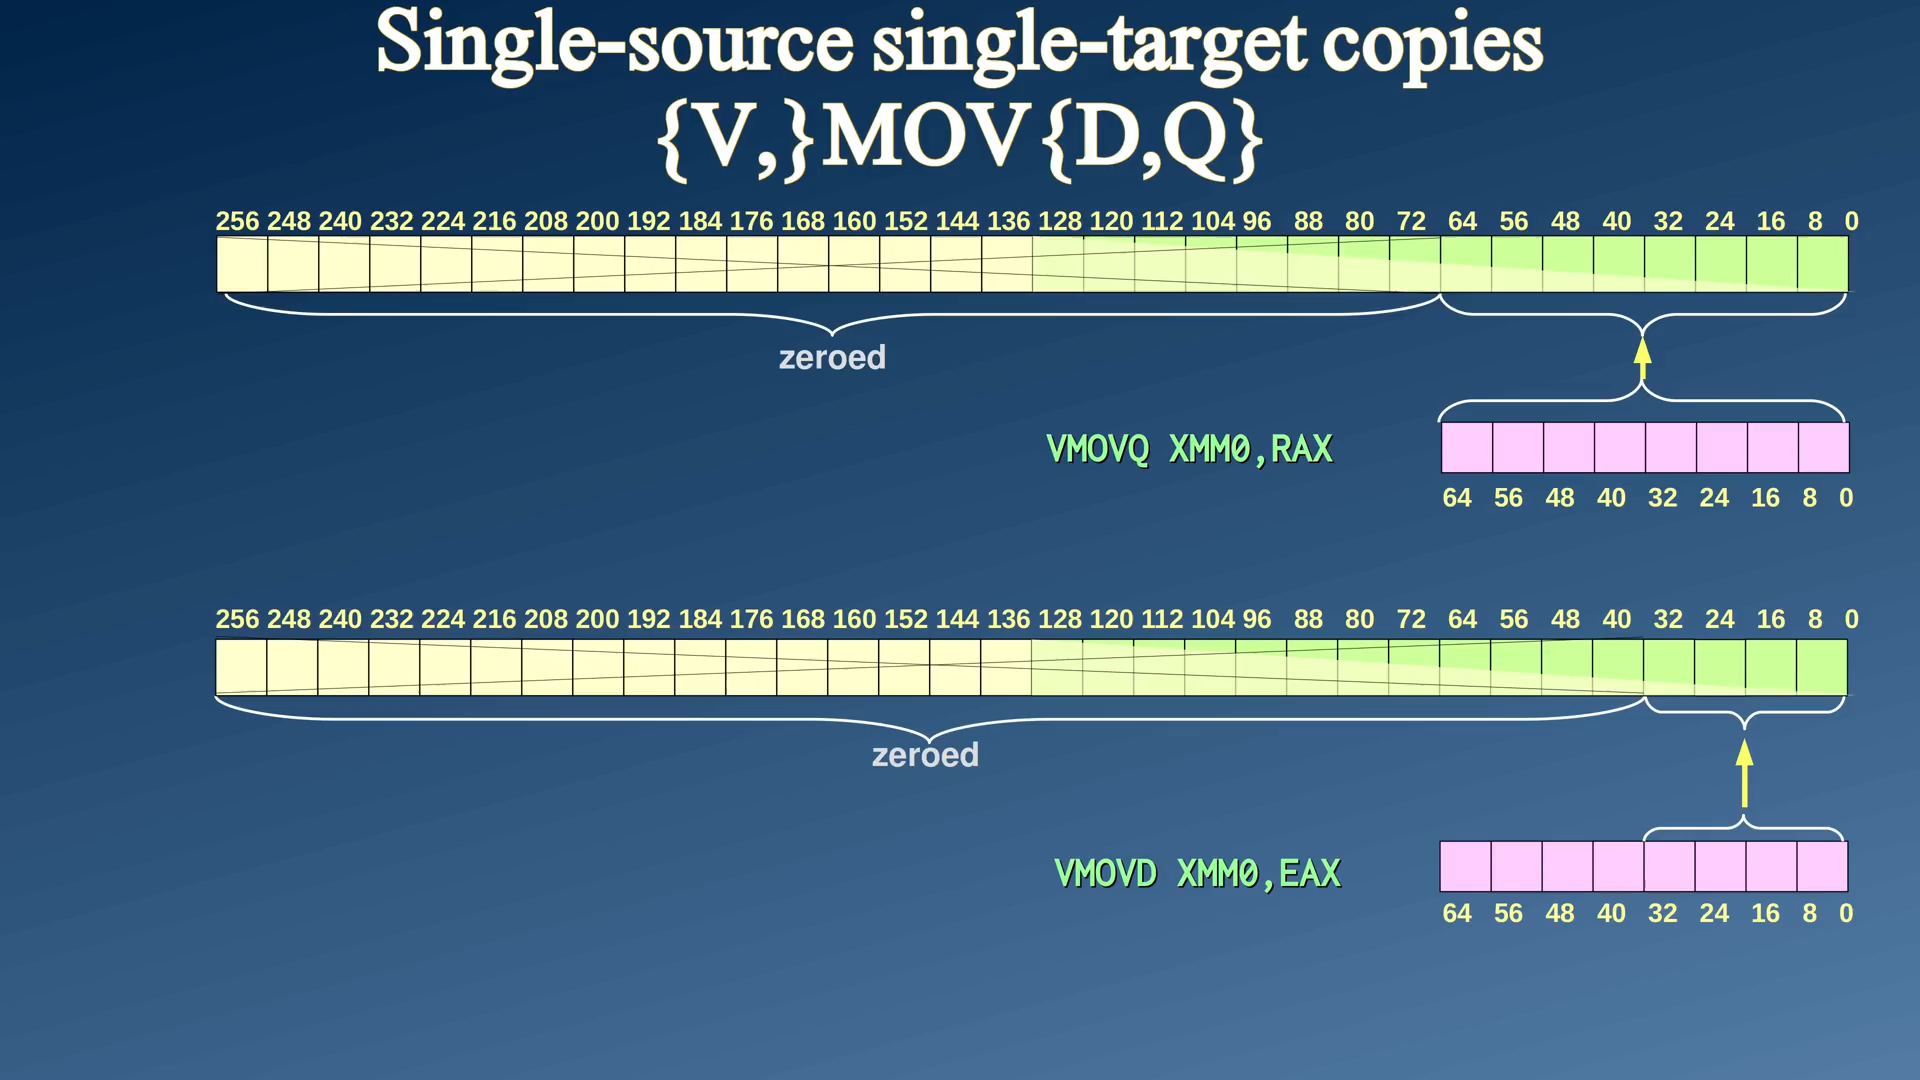 Single-source single-target copies
{V,}MOV{D,Q}
256 248 240 232 224 216 208 200 192 184 176 168 160 152 144 136 128 120 112 104 96 88 80 72 64 56 48 40 32 24 16 8 0
zeroed
VMOVQ XMM0,RAX
64 56 48 40 32 24 16 8 0
256 248 240 232 224 216 208 200 192 184 176 168 160 152 144 136 128 120 112 104 96 88 80 72 64 56 48 40 32 24 16 8 0
zeroed
VMOVD XMM0,EAX
64 56 48 40 32 24 16 8 0